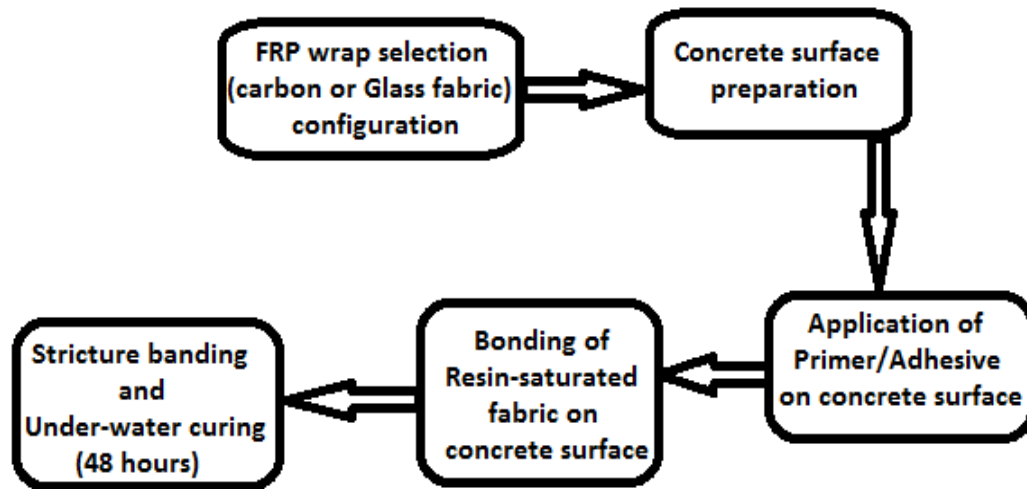 FRP wrap selection
(carbon or Glass fabric)
configuration
Concrete surface
preparation
Application of
Primer/Adhesive
on concrete surface
Bonding of
Resin-saturated
fabric on
concrete surface
Stricture banding
and
Under-water curing
(48 hours)